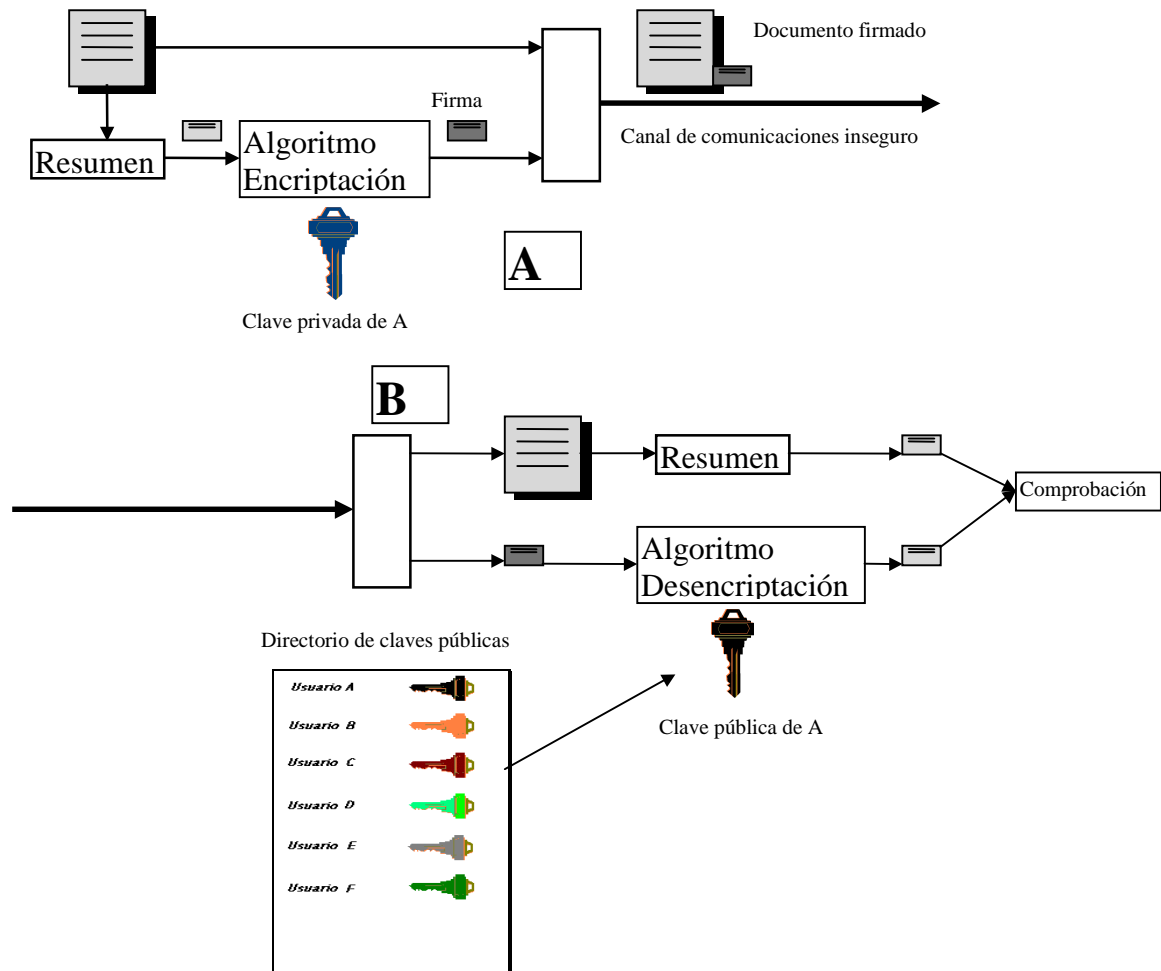 Documento firmado
Firma
Canal de comunicaciones inseguro
Resumen
Algoritmo
Encriptación
A
Clave privada de A
B
Resumen
Comprobación
Algoritmo
Desencriptación
Directorio de claves públicas
Usuario A
Usuario B
Usuario C
Usuario D
Usuario E
Usuario F
Clave pública de A